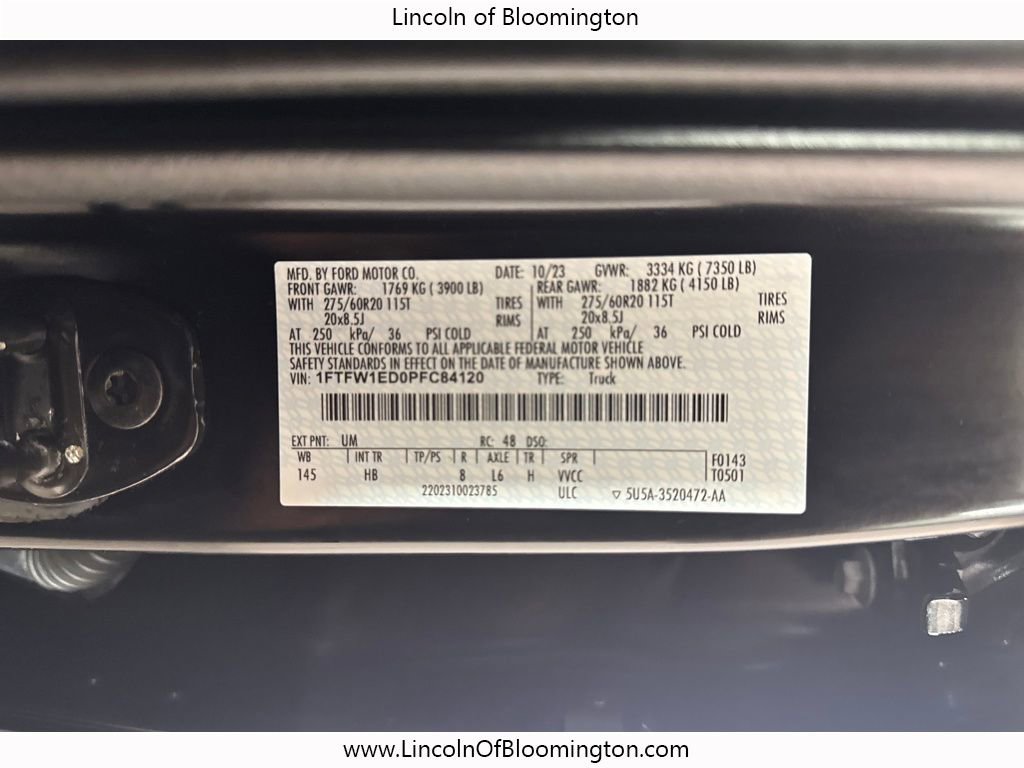 Lincoln of Bloomington
MFD. BY FORD MOTOR CO. DATE: 10/23 GVWR: 3334 KG ( 7350 LB)
FRONT GAWR: 1769 KG ( 3900 LB) REAR GAWR: 1882 KG ( 4150 LB)
WITH 275/60R20 115T TIRES WITH 275/60R20 115T TIRES
20x8.5J RIMS 20x8.5J RIMS
AT 250 kPa/ 36 PSI COLD AT 250 kPa/ 36 PSI COLD
THIS VEHICLE CONFORMS TO ALL APPLICABLE FEDERAL MOTOR VEHICLE
SAFETY STANDARDS IN EFFECT ON THE DATE OF MANUFACTURE SHOWN ABOVE.
VIN: 1FTFW1ED0PFC84120 TYPE: Truck
EXT PNT: UM RC: 48 DSO:
WB INT TR TP/PS R AXLE TR SPR F0143
145 HB 8 L6 H VVCC T0501
2202310023785 ULC ▽ 5U5A-3520472-AA
www.LincolnOfBloomington.com